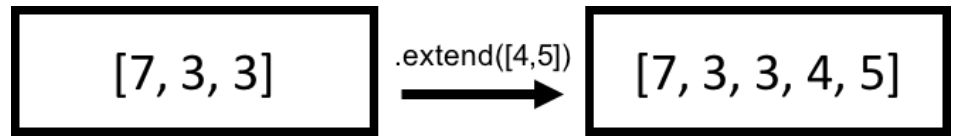 [7, 3, 3]
.extend([4,5])
[7, 3, 3, 4, 5]